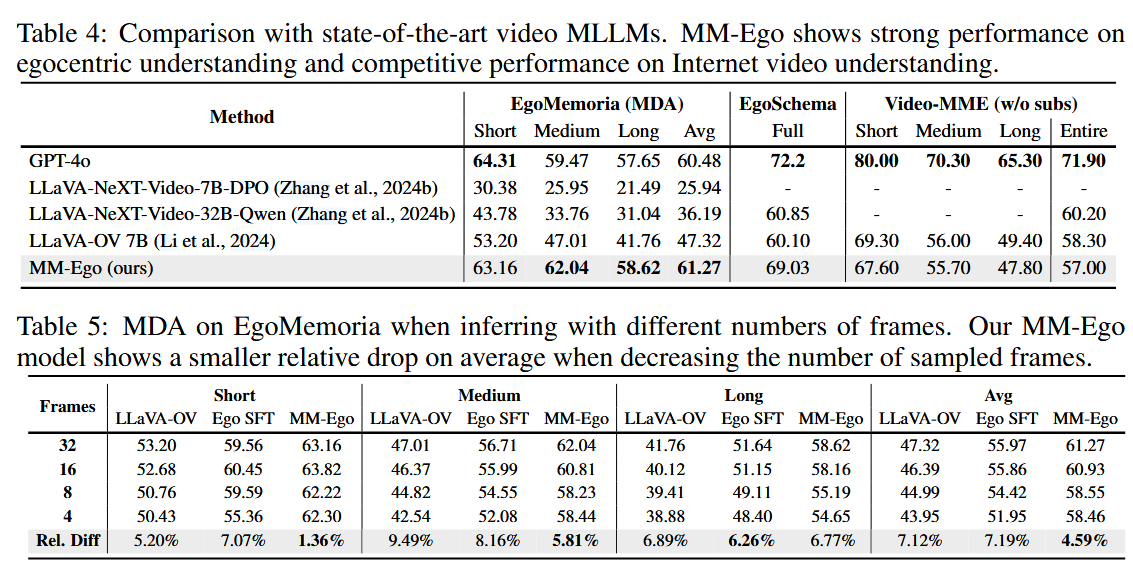 Table 4: Comparison with state-of-the-art video MLLMs. MM-Ego shows strong performance on
egocentric understanding and competitive performance on Internet video understanding.
Method EgoMemoria (MDA) EgoSchema Video-MME (w/o subs)
Short Medium Long Avg Full Short Medium Long Entire
GPT-4o 64.31 59.47 57.65 60.48 72.2 80.00 70.30 65.30 71.90
LLaVA-NeXT-Video-7B-DPO (Zhang et al., 2024b) 30.38 25.95 21.49 25.94 - - - - -
LLaVA-NeXT-Video-32B-Qwen (Zhang et al., 2024b) 43.78 33.76 31.04 36.19 60.85 - - - 60.20
LLaVA-OV 7B (Li et al., 2024) 53.20 47.01 41.76 47.32 60.10 69.30 56.00 49.40 58.30
MM-Ego (ours) 63.16 62.04 58.62 61.27 69.03 67.60 55.70 47.80 57.00
Table 5: MDA on EgoMemoria when inferring with different numbers of frames. Our MM-Ego
model shows a smaller relative drop on average when decreasing the number of sampled frames.
Frames Short Medium Long Avg
LLaVA-OV Ego SFT MM-Ego LLaVA-OV Ego SFT MM-Ego LLaVA-OV Ego SFT MM-Ego LLaVA-OV Ego SFT MM-Ego
32 53.20 59.56 63.16 47.01 56.71 62.04 41.76 51.64 58.62 47.32 55.97 61.27
16 52.68 60.45 63.82 46.37 55.99 60.81 40.12 51.15 58.16 46.39 55.86 60.93
8 50.76 59.59 62.22 44.82 54.55 58.23 39.41 49.11 55.19 44.99 54.42 58.55
4 50.43 55.36 62.30 42.54 52.08 58.44 38.88 48.40 54.65 43.95 51.95 58.46
Rel. Diff 5.20% 7.07% 1.36% 9.49% 8.16% 5.81% 6.89% 6.26% 6.77% 7.12% 7.19% 4.59%